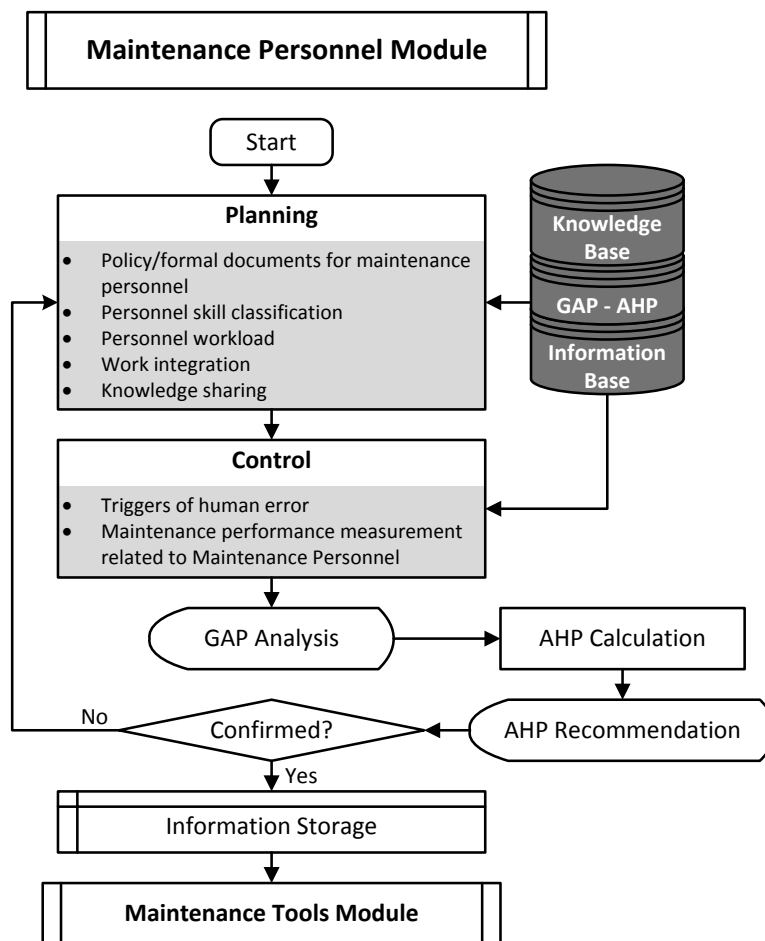 Maintenance Personnel Module
Start
Planning
• Policy/formal documents for maintenance
personnel
• Personnel skill classification
• Personnel workload
• Work integration
• Knowledge sharing
Knowledge
Base
GAP - AHP
Information
Base
Control
• Triggers of human error
• Maintenance performance measurement
related to Maintenance Personnel
GAP Analysis
AHP Calculation
No
Confirmed?
AHP Recommendation
Yes
Information Storage
Maintenance Tools Module